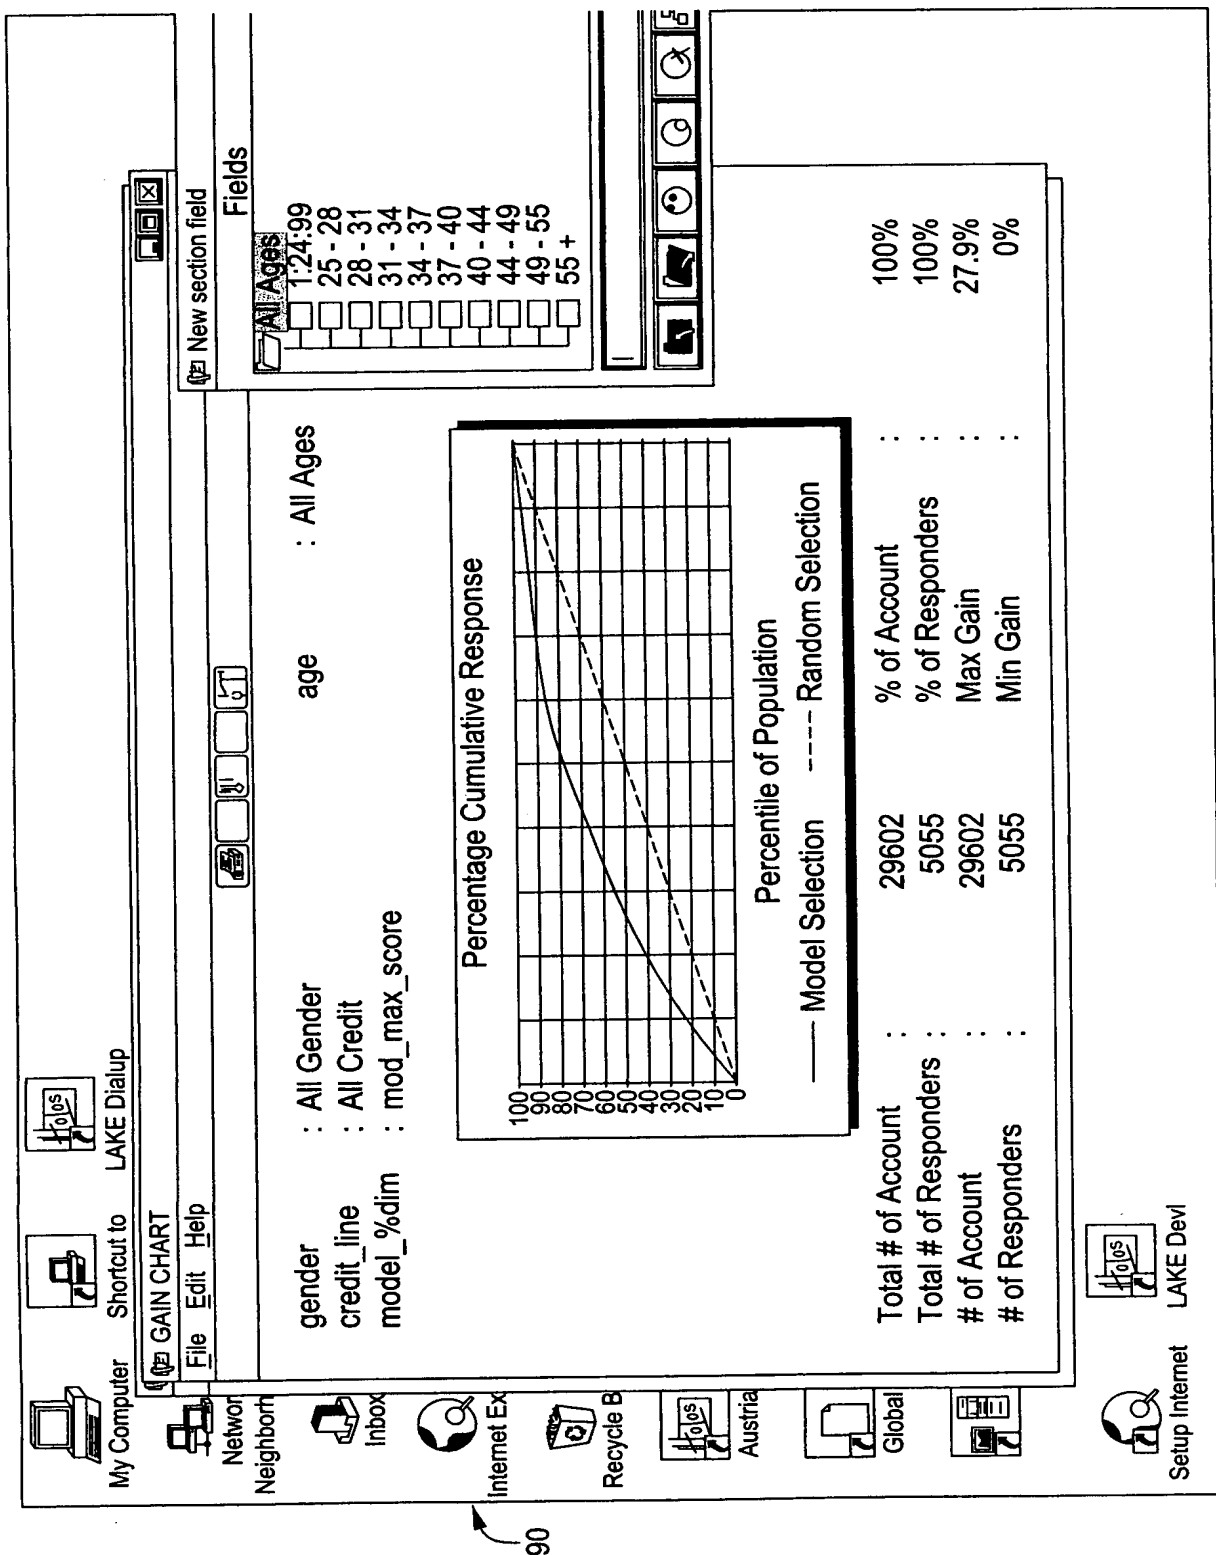 My Computer
Shortcut to
LAKE Dialup
Holos
GAIN CHART
File Edit Help
New section field
Fields
All Ages
1:24:99
25 - 28
28 - 31
31 - 34
34 - 37
37 - 40
40 - 44
44 - 49
49 - 55
55 +
Networ
Neighborh
Inbox
Internet Ex
Recycle B
Holos
Austria
Global
Setup Internet
Holos
LAKE Devl
gender : All Gender age : All Ages
credit_line : All Credit
model_%dim : mod_max_score
Percentage Cumulative Response
100
90
80
70
60
50
40
30
20
10
0
Percentile of Population
Model Selection ---- Random Selection
Total # of Account : 29602 % of Account : 100%
Total # of Responders : 5055 % of Responders : 100%
# of Account : 29602 Max Gain : 27.9%
# of Responders : 5055 Min Gain : 0%
90